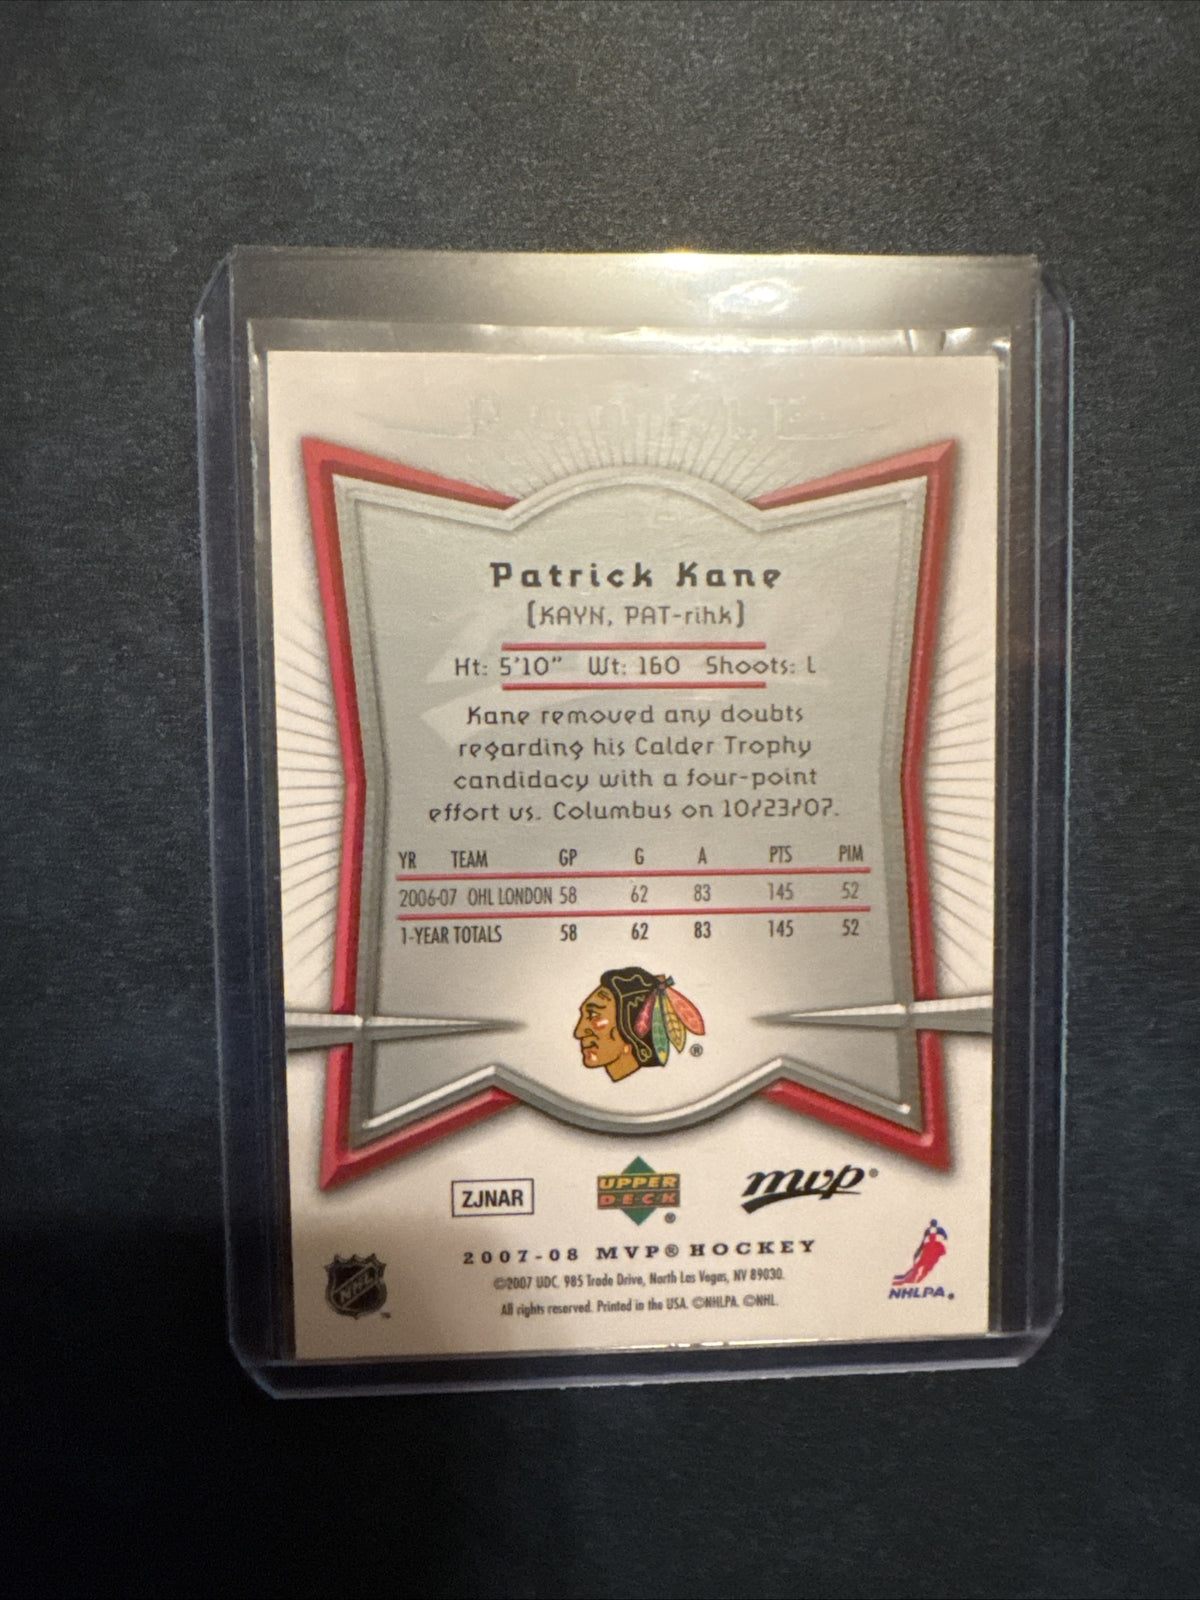 ROOKIE
Patrick Kane
[KAYN, PAT-rihk]
Ht: 5'10" Wt: 160 Shoots: L
Kane removed any doubts
regarding his Calder Trophy
candidacy with a four-point
effort vs. Columbus on 10/23/07.
YR TEAM GP G A PTS PIM
2006-07 OHL LONDON 58 62 83 145 52
1-YEAR TOTALS 58 62 83 145 52
®
ZJNAR
UPPER
DECK
®
mvp®
2007-08 MVP® HOCKEY
©2007 UDC. 985 Trade Drive, North Las Vegas, NV 89030.
All rights reserved. Printed in the USA. ©NHLPA. ©NHL.
NHL
™
NHLPA®